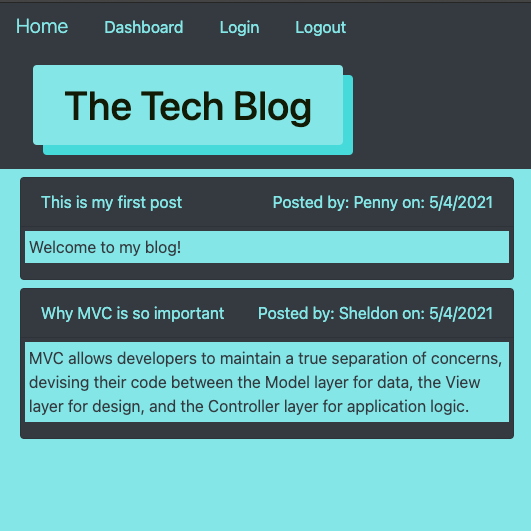 Home Dashboard Login Logout
The Tech Blog
This is my first post Posted by: Penny on: 5/4/2021
Welcome to my blog!
Why MVC is so important Posted by: Sheldon on: 5/4/2021
MVC allows developers to maintain a true separation of concerns,
devising their code between the Model layer for data, the View
layer for design, and the Controller layer for application logic.